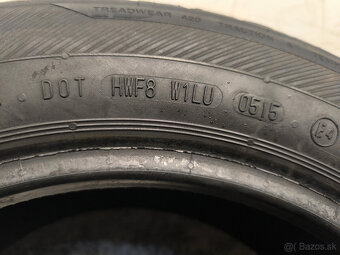 TREADWEAR 420 TRACTION A
DOT HWF8 W1LU 0515 E4
© Bazos.sk